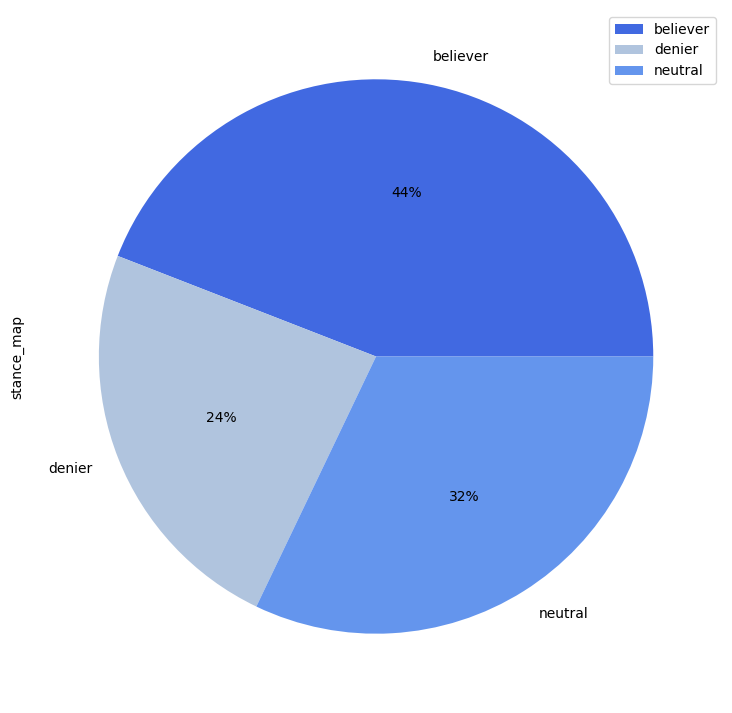 believer
denier
neutral
believer
44%
stance_map
24%
denier
32%
neutral